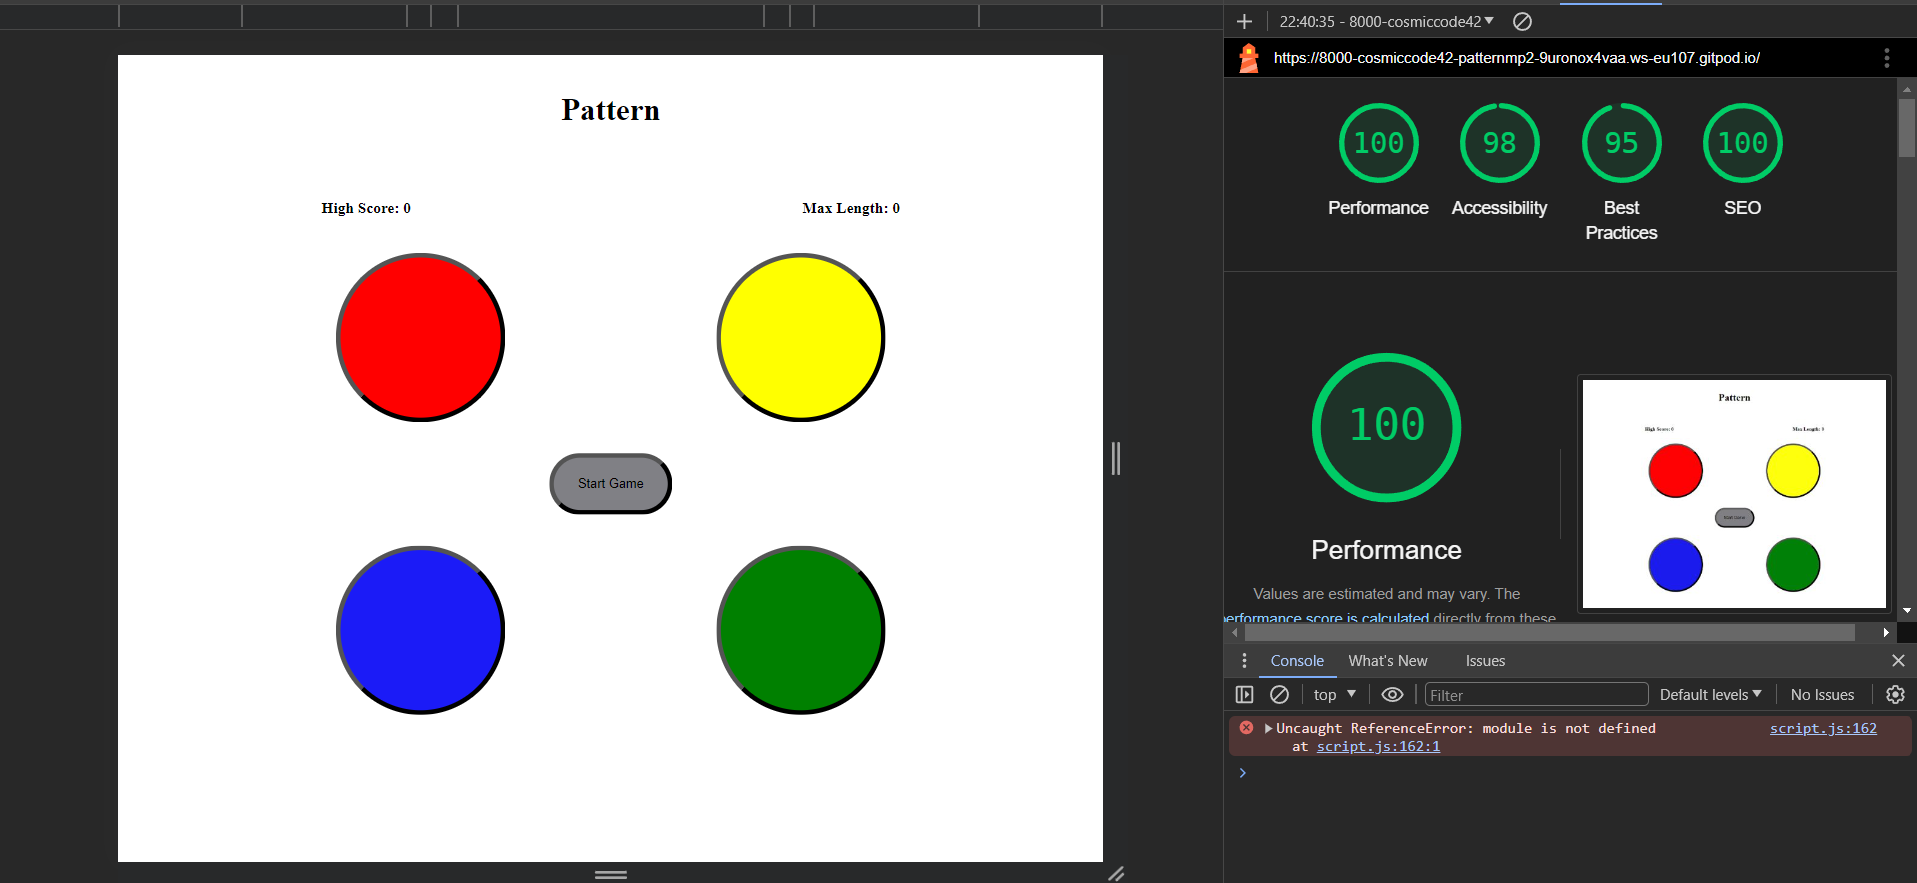 Pattern
High Score: 0
Max Length: 0
Start Game
22:40:35 - 8000-cosmiccode42
https://8000-cosmiccode42-patternmp2-9uronox4vaa.ws-eu107.gitpod.io/
100
98
95
100
Performance
Accessibility
Best
Practices
SEO
100
Performance
Values are estimated and may vary. The
performance score is calculated directly from these
Pattern
High Score: 0
Max Length: 0
Start Game
Console
What's New
Issues
top
Filter
Default levels
No Issues
Uncaught ReferenceError: module is not defined
script.js:162
at script.js:162:1